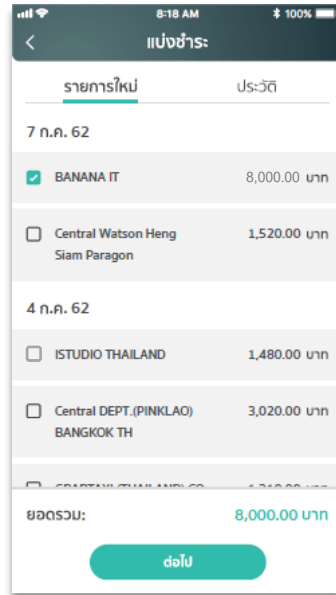 8:18 AM 100%
แบ่งชำระ
รายการใหม่ ประวัติ
7 ก.ค. 62
BANANA IT 8,000.00 บาท
Central Watson Heng 1,520.00 บาท
Siam Paragon
4 ก.ค. 62
ISTUDIO THAILAND 1,480.00 บาท
Central DEPT.(PINKLAO) 3,020.00 บาท
BANGKOK TH
ยอดรวม: 8,000.00 บาท
ต่อไป